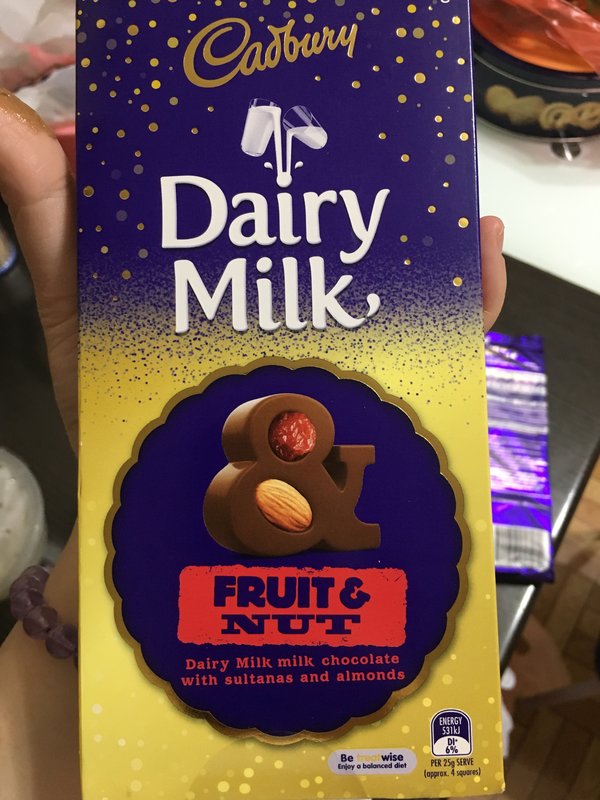 Cadbury
Dairy
Milk
FRUIT &
NUT
Dairy Milk milk chocolate
with sultanas and almonds
Be treatwise
Enjoy a balanced diet
ENERGY
531kJ
DI*
6%
PER 25g SERVE
(approx. 4 squares)